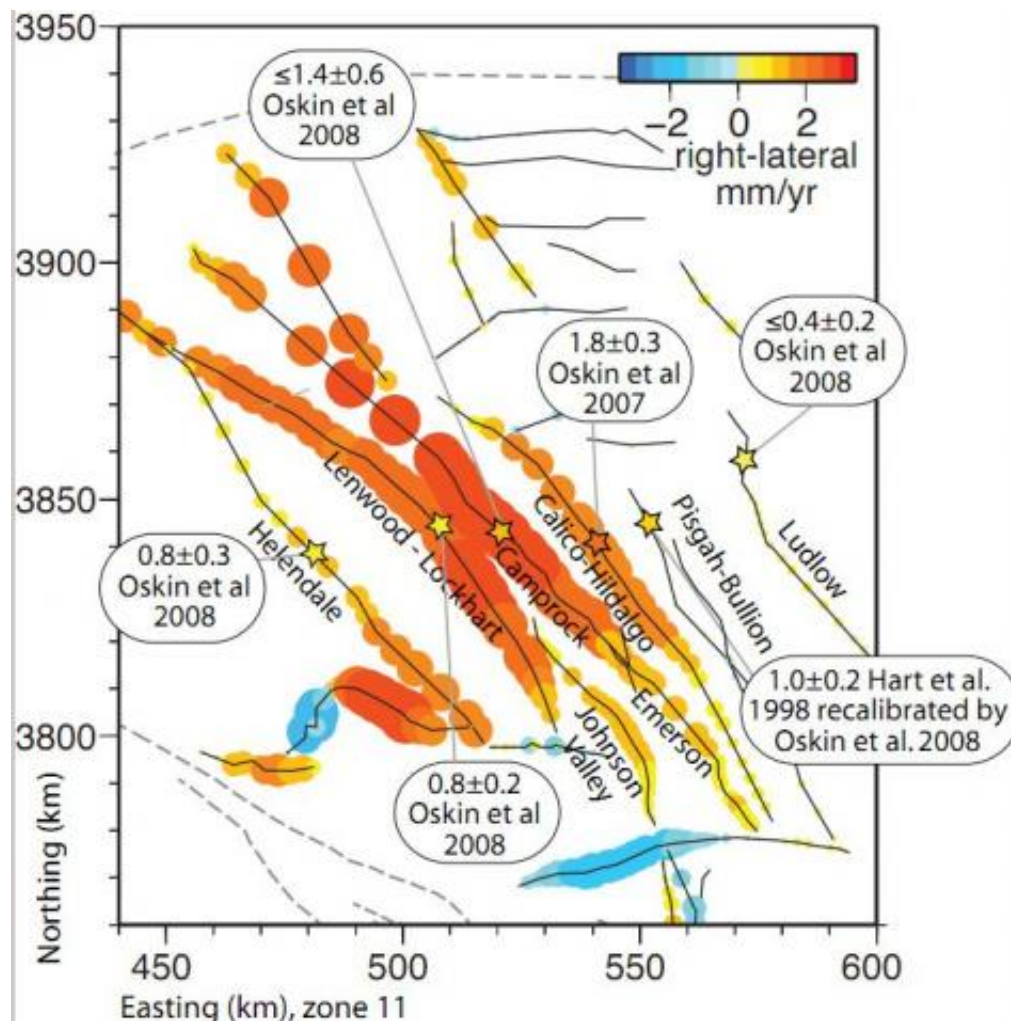 3950
≤1.4±0.6
Oskin et al
2008
−2 0 2
right-lateral
mm/yr
3900
≤0.4±0.2
Oskin et al
2008
1.8±0.3
Oskin et al
2007
3850
Lenwood - Lockhart
Calico-Hildalgo
Pisgah-Bullion
Ludlow
Helendale
Camprock
0.8±0.3
Oskin et al
2008
Emerson
Johnson
Valley
1.0±0.2 Hart et al.
1998 recalibrated by
Oskin et al. 2008
3800
0.8±0.2
Oskin et al
2008
Northing (km)
450 500 550 600
Easting (km), zone 11